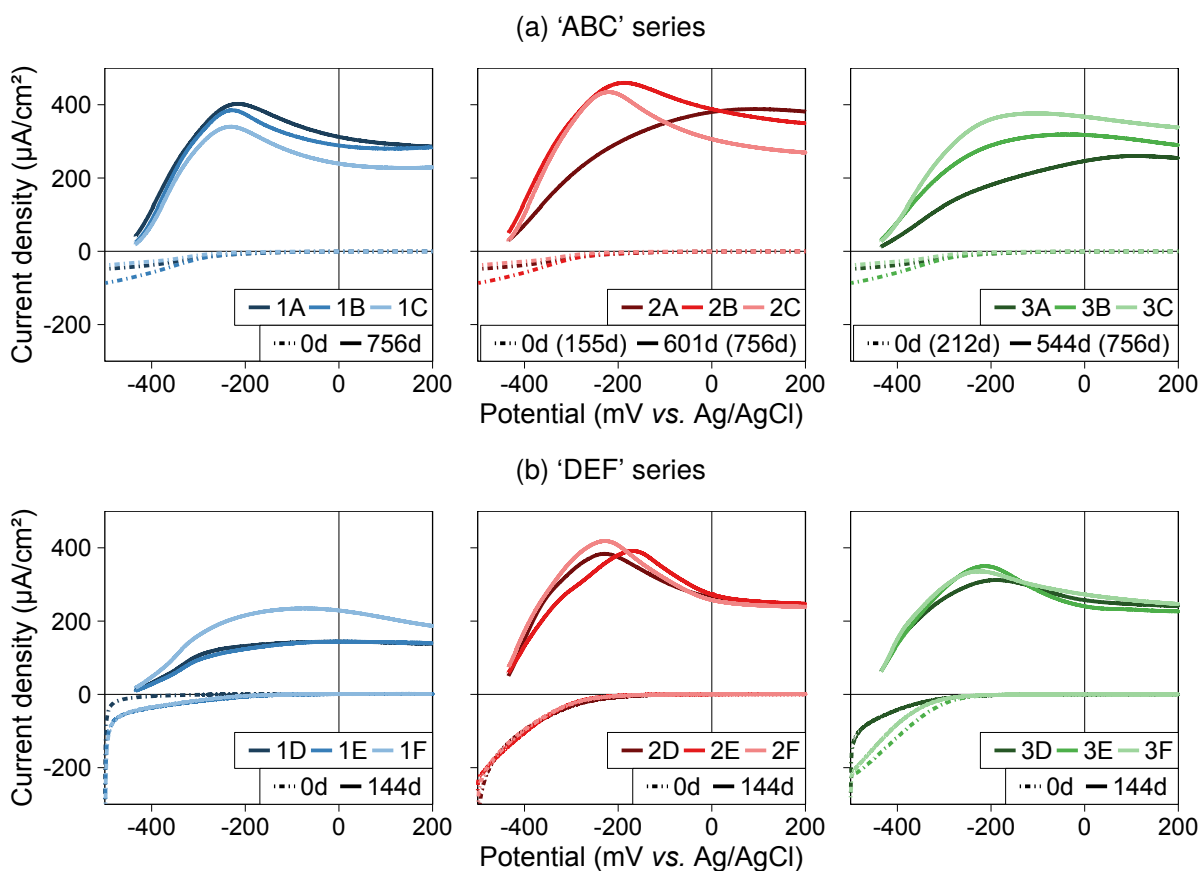 (a) ‘ABC’ series
Current density (µA/cm²)
400
200
0
-200
1A 1B 1C
0d 756d
-400 -200 0 200
2A 2B 2C
0d (155d) 601d (756d)
-400 -200 0 200
3A 3B 3C
0d (212d) 544d (756d)
-400 -200 0 200
Potential (mV vs. Ag/AgCl)
(b) ‘DEF’ series
Current density (µA/cm²)
400
200
0
-200
1D 1E 1F
0d 144d
-400 -200 0 200
2D 2E 2F
0d 144d
-400 -200 0 200
3D 3E 3F
0d 144d
-400 -200 0 200
Potential (mV vs. Ag/AgCl)